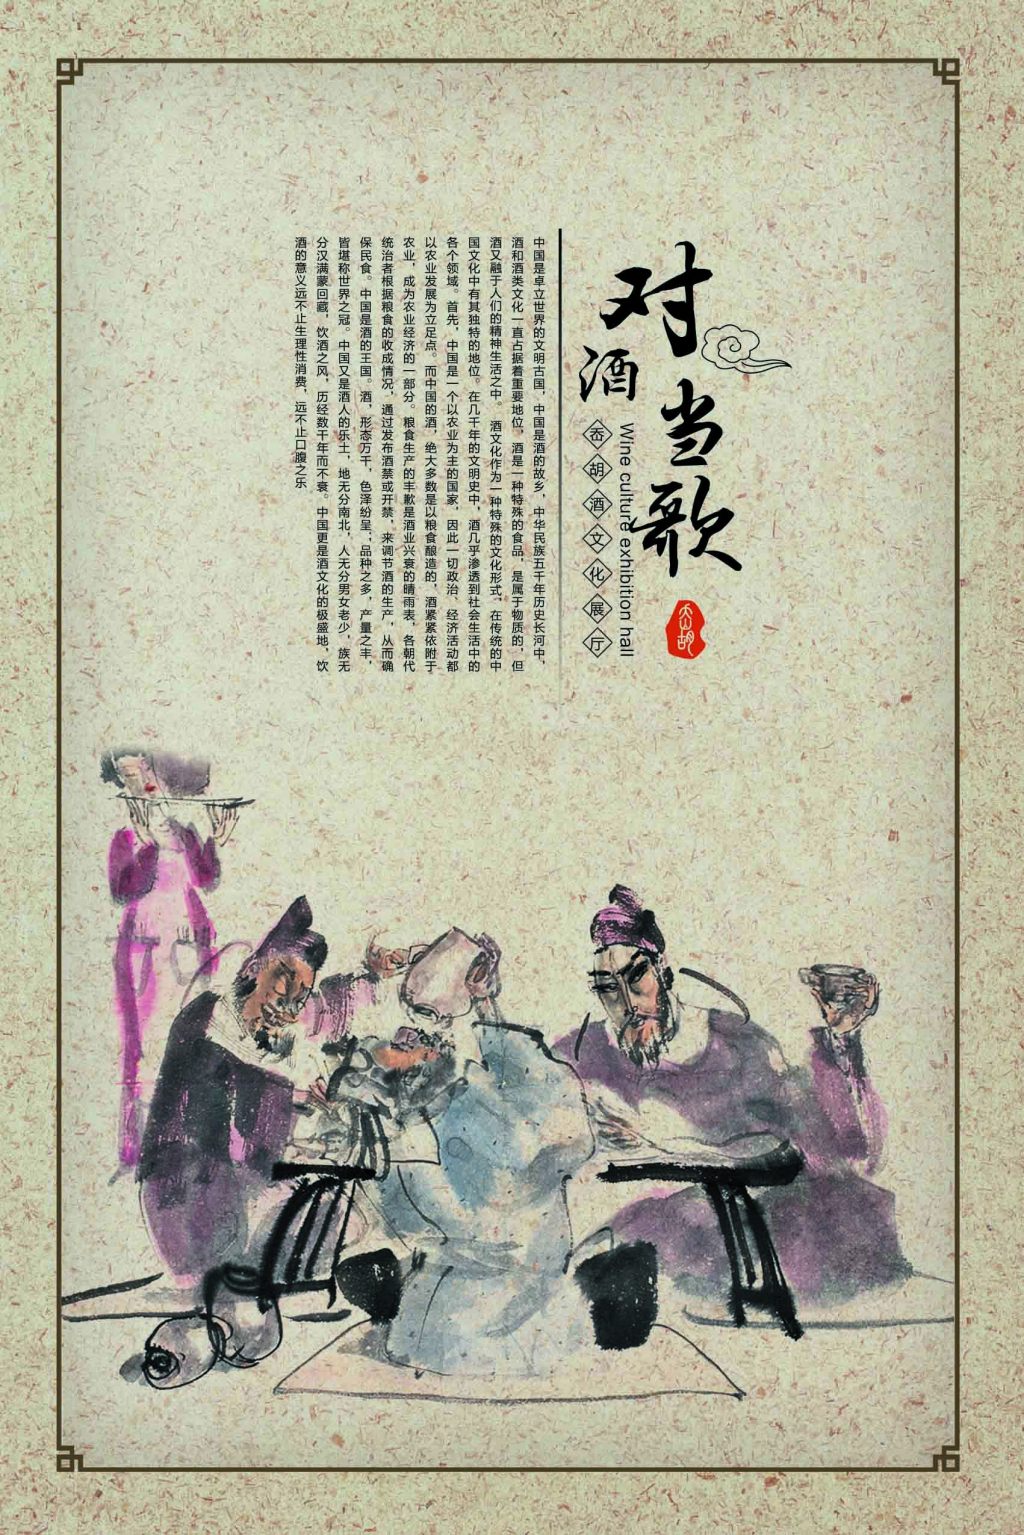 对酒当歌
Wine culture exhibition hall
岙胡酒文化展厅
岙胡
中国是卓立世界的文明古国，中国是酒的故乡，中华民族五千年历史长河中，
酒和酒类文化一直占据着重要地位，酒是一种特殊的食品，是属于物质的，但
酒又融于人们的精神生活之中。 酒文化作为一种特殊的文化形式，在传统的中
国文化中有其独特的地位。在几千年的文明史中，酒几乎渗透到社会生活中的
各个领域。首先，中国是一个以农业为主的国家，因此一切政治、经济活动都
以农业发展为立足点。而中国的酒，绝大多数是以粮食酿造的，酒紧紧依附于
农业，成为农业经济的一部分。粮食生产的丰歉是酒业兴衰的晴雨表，各朝代
统治者根据粮食的收成情况，通过发布酒禁或开禁，来调节酒的生产，从而确
保民食。中国是酒的王国。酒，形态万千，色泽纷呈；品种之多，产量之丰，
皆堪称世界之冠。中国又是酒人的乐土，地无分南北，人无分男女老少，族无
分汉满蒙回藏，饮酒之风，历经数千年而不衰。中国更是酒文化的极盛地，饮
酒的意义远不止生理性消费，远不止口腹之乐